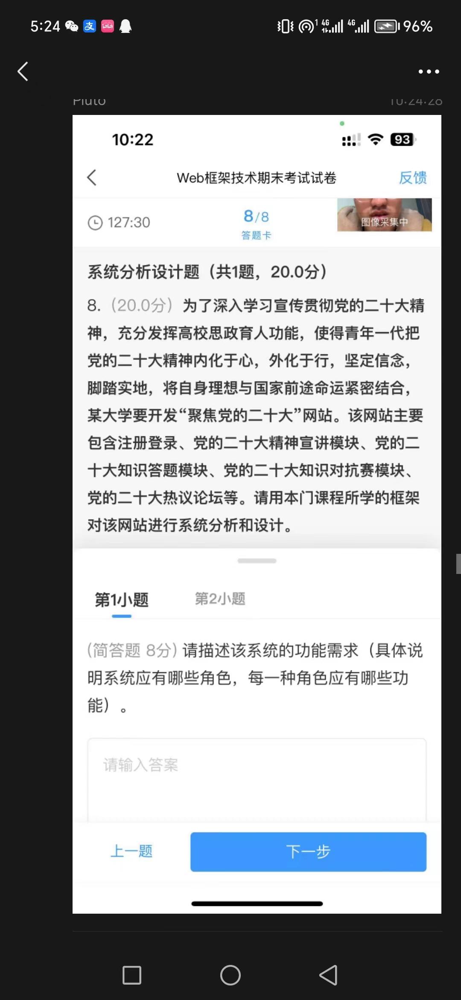 5:24
支
bilibili
1
4G
4G
96%
Pluto
10:24:28
10:22
93
Web框架技术期末考试试卷
反馈
127:30
8/8
答题卡
图像采集中
系统分析设计题（共1题，20.0分）
8.（20.0分）为了深入学习宣传贯彻党的二十大精
神，充分发挥高校思政育人功能，使得青年一代把
党的二十大精神内化于心，外化于行，坚定信念，
脚踏实地，将自身理想与国家前途命运紧密结合，
某大学要开发“聚焦党的二十大”网站。该网站主要
包含注册登录、党的二十大精神宣讲模块、党的二
十大知识答题模块、党的二十大知识对抗赛模块、
党的二十大热议论坛等。请用本门课程所学的框架
对该网站进行系统分析和设计。
第1小题
第2小题
(简答题 8分) 请描述该系统的功能需求（具体说
明系统应有哪些角色，每一种角色应有哪些功
能）。
请输入答案
上一题
下一步